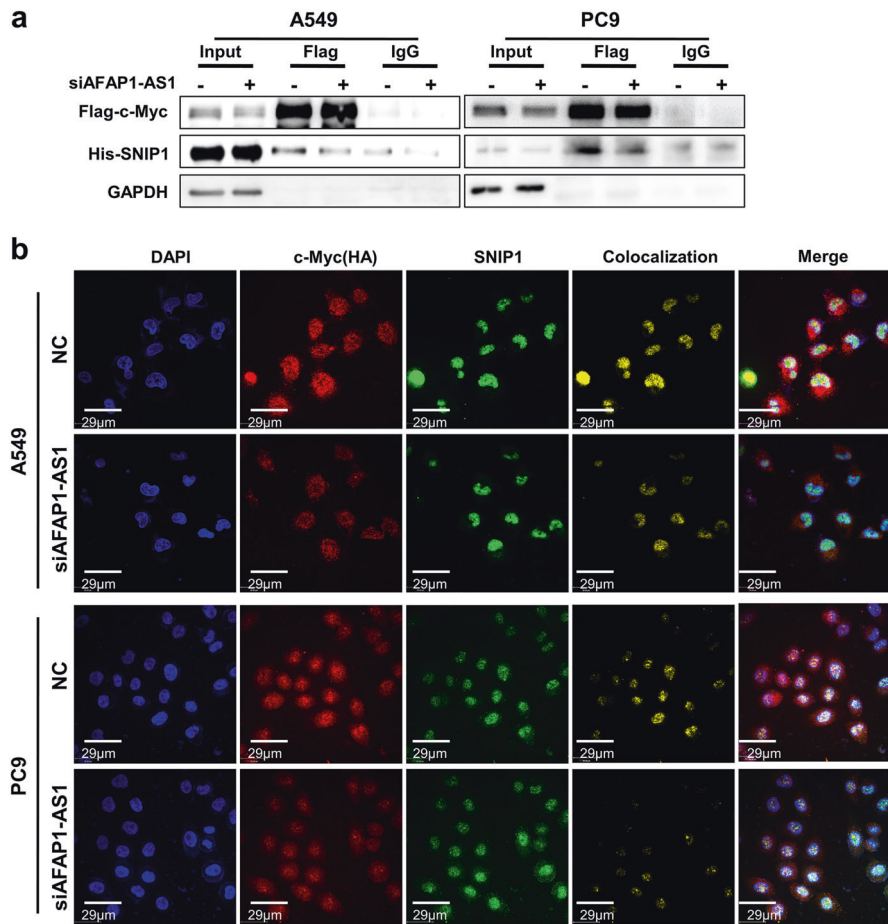 a
A549 PC9
Input Flag IgG Input Flag IgG
siAFAP1-AS1 - + - + - + - + - + - +
Flag-c-Myc
His-SNIP1
GAPDH
b
DAPI c-Myc(HA) SNIP1 Colocalization Merge
A549
NC
29μm 29μm 29μm 29μm 29μm
siAFAP1-AS1
29μm 29μm 29μm 29μm 29μm
PC9
NC
29μm 29μm 29μm 29μm 29μm
siAFAP1-AS1
29μm 29μm 29μm 29μm 29μm